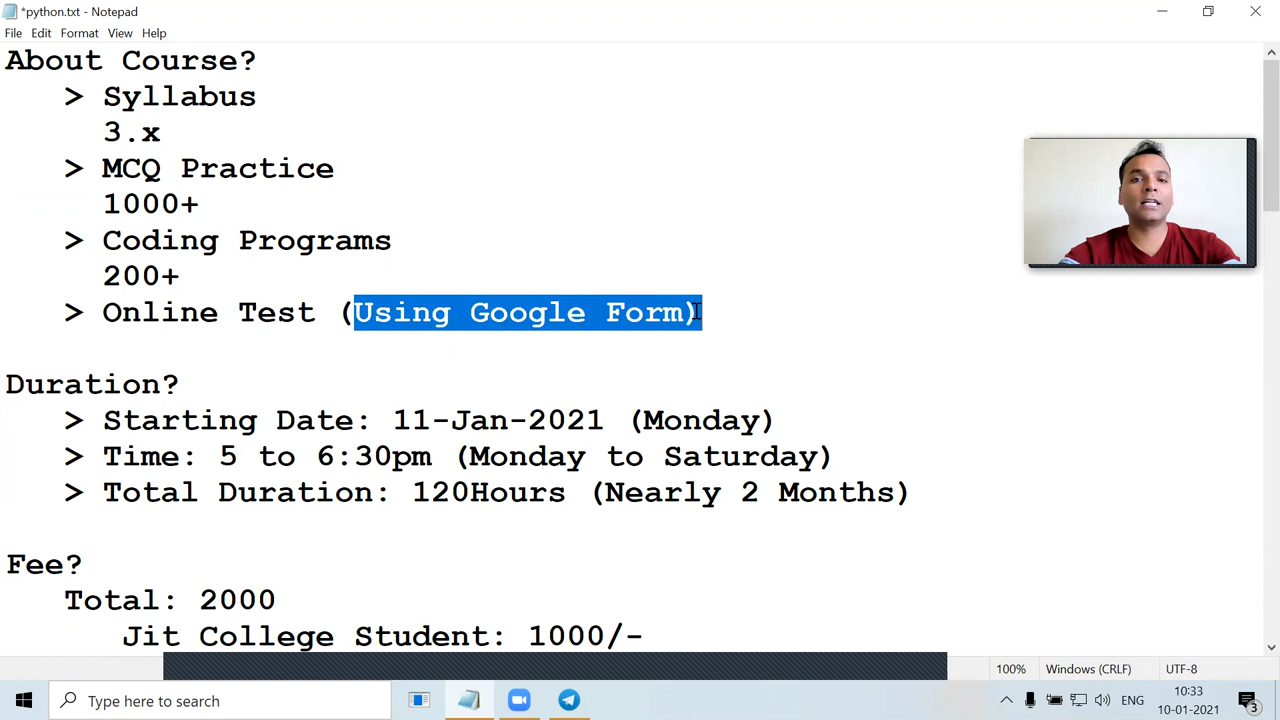 *python.txt - Notepad
File Edit Format View Help
About Course?
> Syllabus
3.x
> MCQ Practice
1000+
> Coding Programs
200+
> Online Test (Using Google Form)
Duration?
> Starting Date: 11-Jan-2021 (Monday)
> Time: 5 to 6:30pm (Monday to Saturday)
> Total Duration: 120Hours (Nearly 2 Months)
Fee?
Total: 2000
Jit College Student: 1000/-
100% Windows (CRLF) UTF-8
Type here to search
ENG
10:33
10-01-2021
3